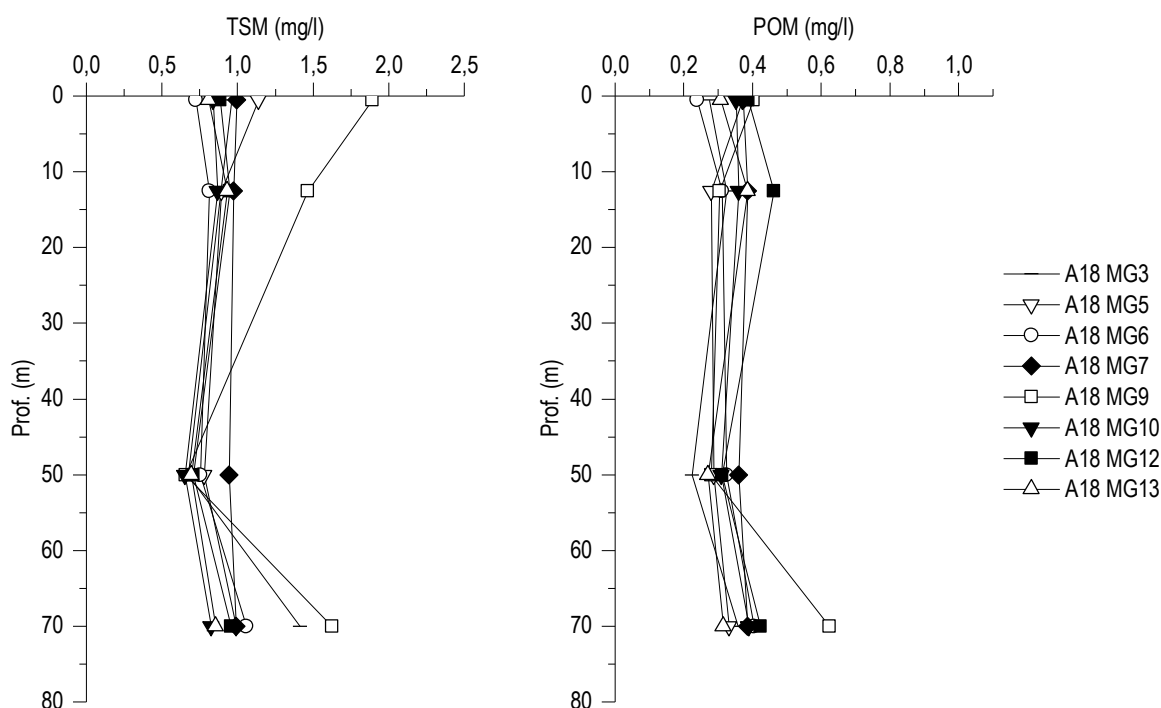 TSM (mg/l)
0,0 0,5 1,0 1,5 2,0 2,5
0
10
20
30
40
50
60
70
80
Prof. (m)
POM (mg/l)
0,0 0,2 0,4 0,6 0,8 1,0
0
10
20
30
40
50
60
70
80
Prof. (m)
A18 MG3
A18 MG5
A18 MG6
A18 MG7
A18 MG9
A18 MG10
A18 MG12
A18 MG13